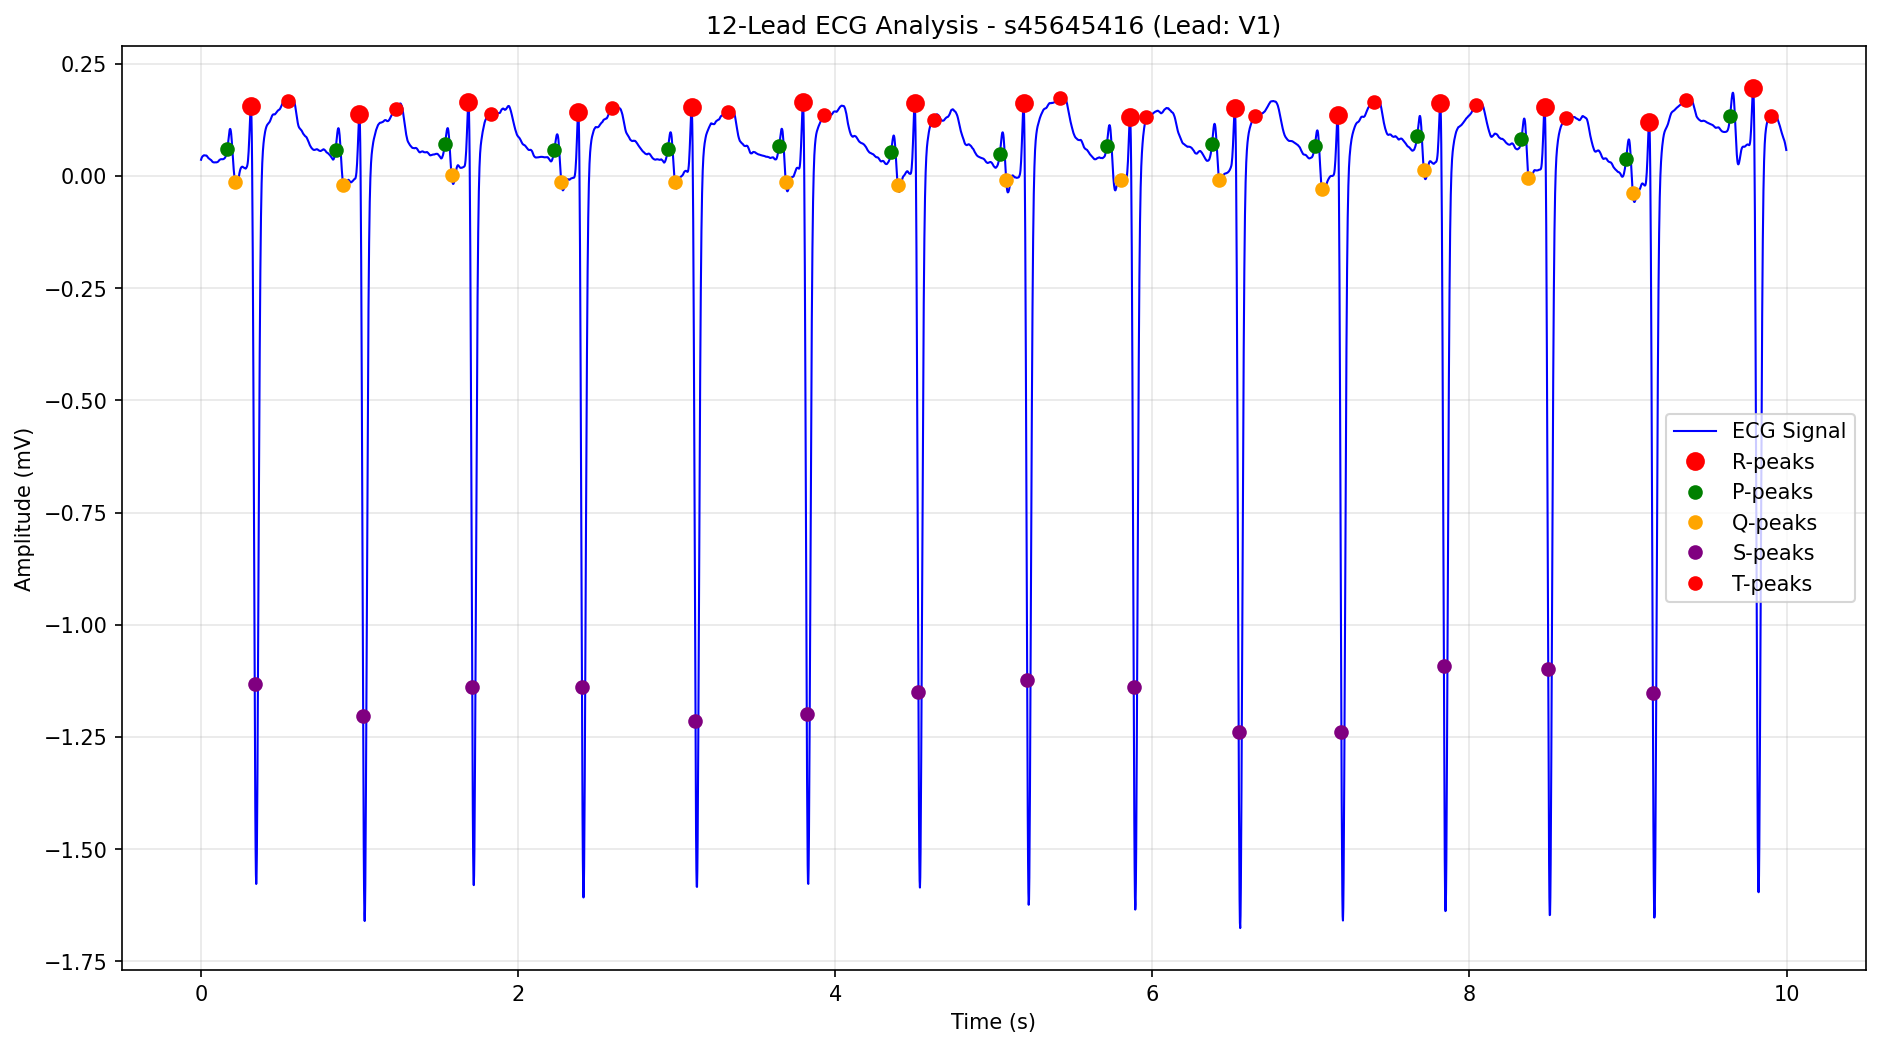 12-Lead ECG Analysis - s45645416 (Lead: V1)
Amplitude (mV)
0.25
0.00
−0.25
−0.50
−0.75
−1.00
−1.25
−1.50
−1.75
ECG Signal
R-peaks
P-peaks
Q-peaks
S-peaks
T-peaks
0 2 4 6 8 10
Time (s)